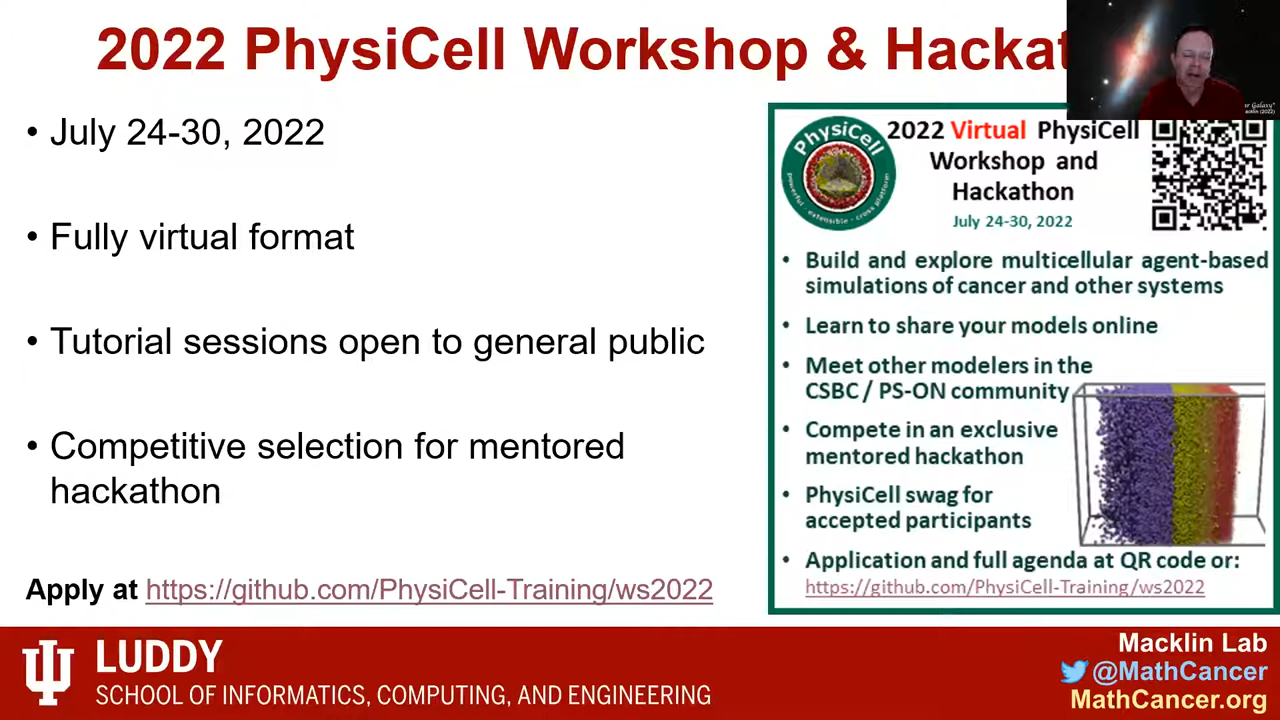 2022 PhysiCell Workshop & Hackat
• July 24-30, 2022
• Fully virtual format
• Tutorial sessions open to general public
• Competitive selection for mentored
hackathon
Apply at https://github.com/PhysiCell-Training/ws2022
PhysiCell
powerful · extensible · cross platform
2022 Virtual PhysiCell
Workshop and
Hackathon
July 24-30, 2022
• Build and explore multicellular agent-based
simulations of cancer and other systems
• Learn to share your models online
• Meet other modelers in the
CSBC / PS-ON community
• Compete in an exclusive
mentored hackathon
• PhysiCell swag for
accepted participants
• Application and full agenda at QR code or:
https://github.com/PhysiCell-Training/ws2022
LUDDY
SCHOOL OF INFORMATICS, COMPUTING, AND ENGINEERING
Macklin Lab
@MathCancer
MathCancer.org